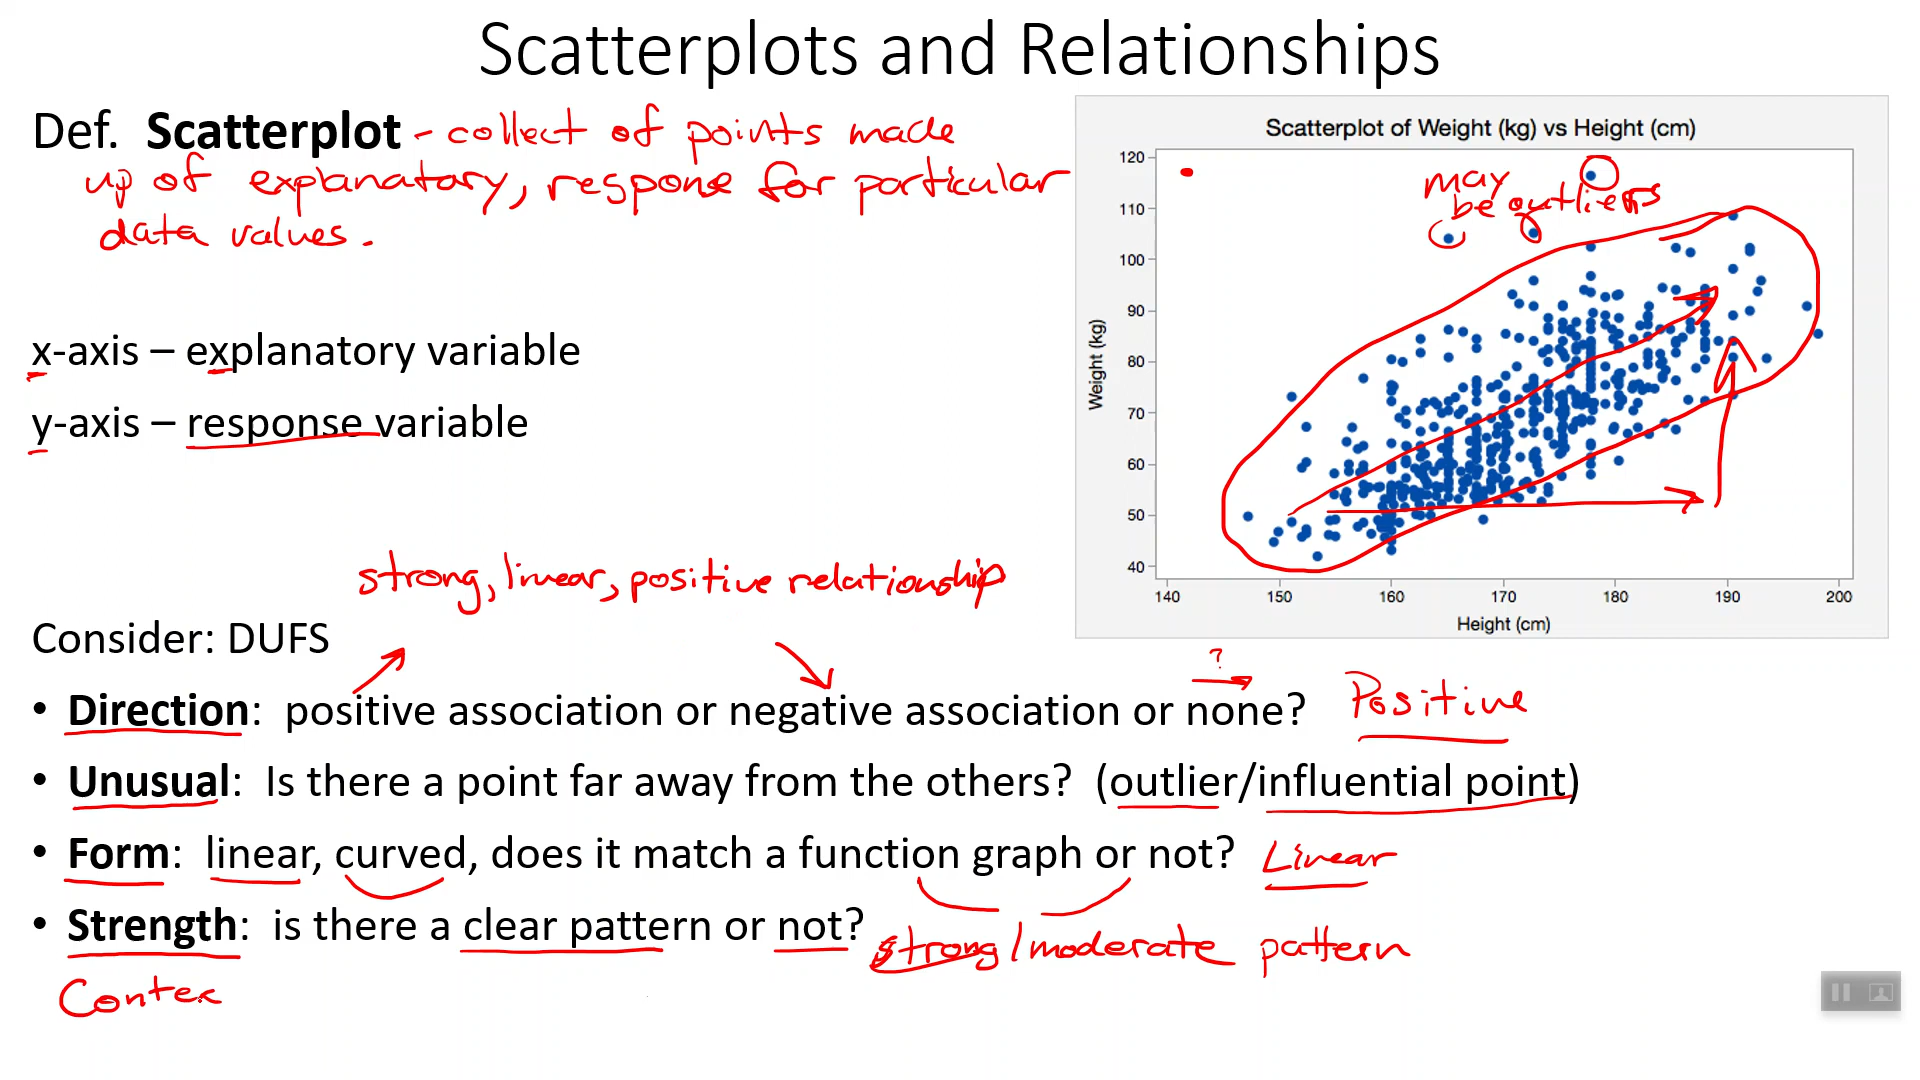 Scatterplots and Relationships
Def. Scatterplot - collect of points made
up of explanatory, response for particular
data values.
x-axis – explanatory variable
y-axis – response variable
Scatterplot of Weight (kg) vs Height (cm)
may
be outliers
Weight (kg)
120
110
100
90
80
70
60
50
40
140 150 160 170 180 190 200
Height (cm)
strong, linear, positive relationship
Consider: DUFS
?
• Direction: positive association or negative association or none? Positive
• Unusual: Is there a point far away from the others? (outlier/influential point)
• Form: linear, curved, does it match a function graph or not? Linear
• Strength: is there a clear pattern or not? strong/moderate pattern
Contex